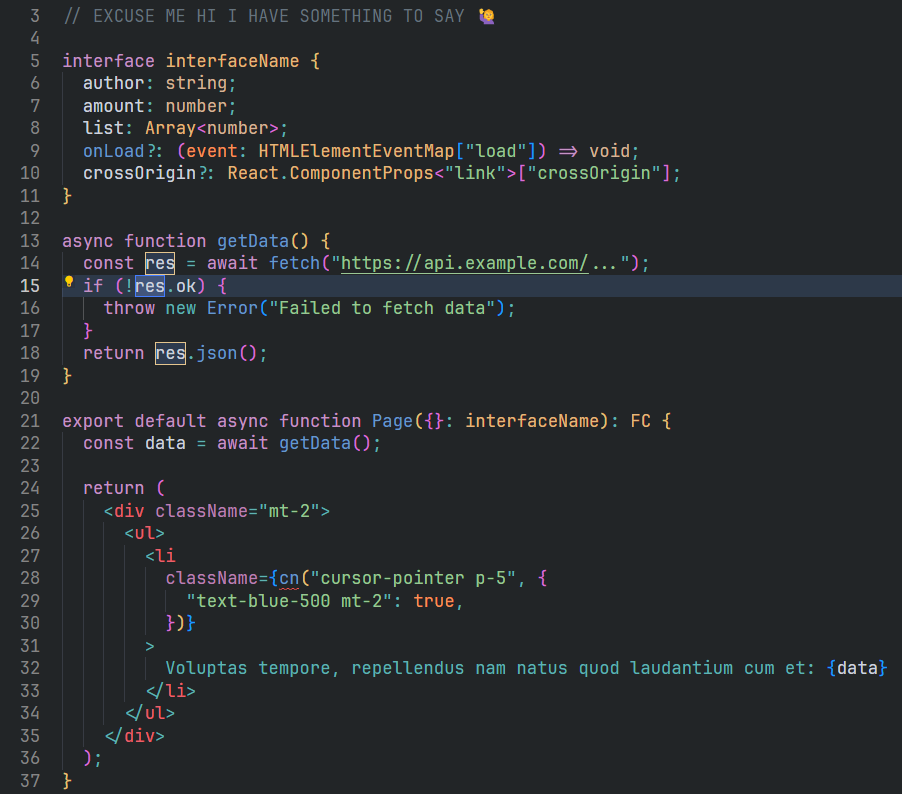 3 // EXCUSE ME HI I HAVE SOMETHING TO SAY 🙋
4
5 interface interfaceName {
6   author: string;
7   amount: number;
8   list: Array<number>;
9   onLoad?: (event: HTMLElementEventMap["load"]) => void;
10   crossOrigin?: React.ComponentProps<"link">["crossOrigin"];
11 }
12
13 async function getData() {
14   const res = await fetch("https://api.example.com/...");
15   if (!res.ok) {
16     throw new Error("Failed to fetch data");
17   }
18   return res.json();
19 }
20
21 export default async function Page({}: interfaceName): FC {
22   const data = await getData();
23
24   return (
25     <div className="mt-2">
26       <ul>
27         <li
28           className={cn("cursor-pointer p-5", {
29             "text-blue-500 mt-2": true,
30           })}
31         >
32           Voluptas tempore, repellendus nam natus quod laudantium cum et: {data}
33         </li>
34       </ul>
35     </div>
36   );
37 }